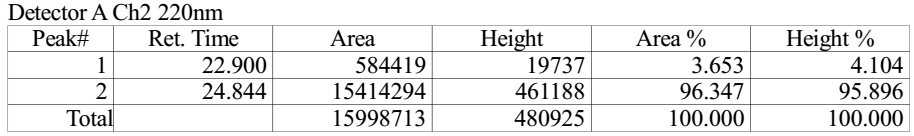 Detector A Ch2 220nm
Peak# Ret. Time Area Height Area % Height %
1 22.900 584419 19737 3.653 4.104
2 24.844 15414294 461188 96.347 95.896
Total 15998713 480925 100.000 100.000